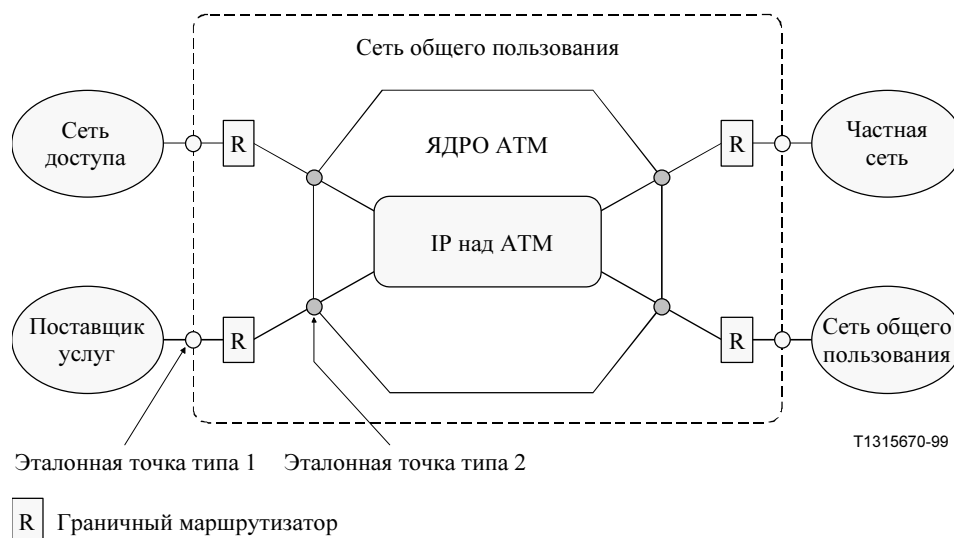 Сеть общего пользования
Сеть
доступа
R
ЯДРО АТМ
R
Частная
сеть
IP над АТМ
Поставщик
услуг
R
R
Сеть общего
пользования
T1315670-99
Эталонная точка типа 1
Эталонная точка типа 2
R
Граничный маршрутизатор